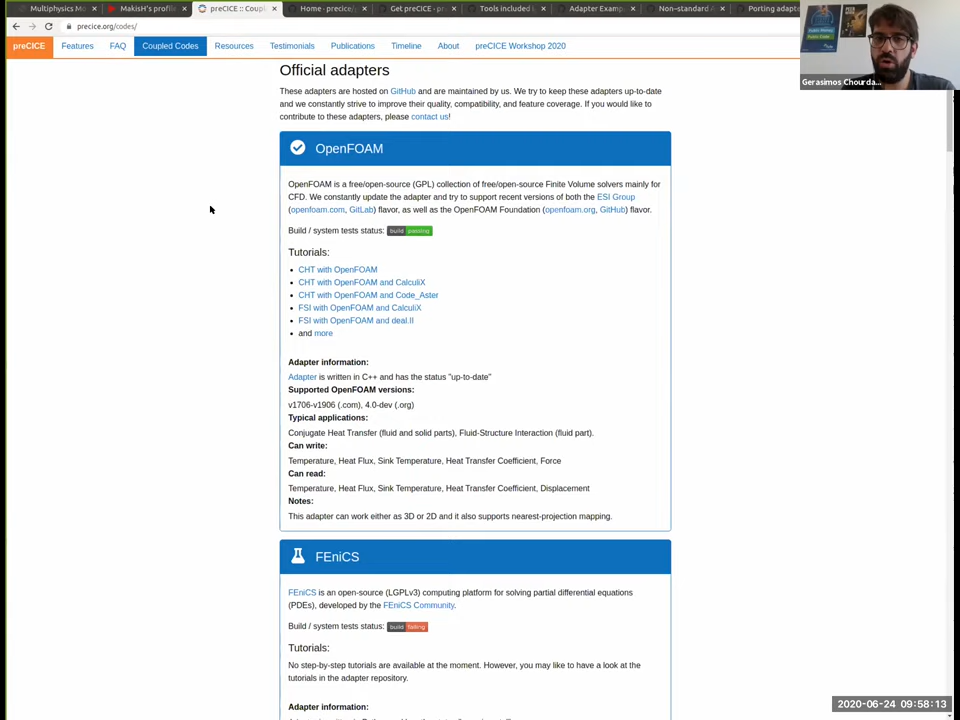 Multiphysics Mo
MakisH's profile
preCICE :: Coupl
Home · precice/p
Get preCICE · pre
Tools included i
Adapter Examp
Non–standard A
Porting adapto
precice.org/codes/
preCICE
Features
FAQ
Coupled Codes
Resources
Testimonials
Publications
Timeline
About
preCICE Workshop 2020
Gerasimos Chourda...
Official adapters
These adapters are hosted on GitHub and are maintained by us. We try to keep these adapters up-to-date
and we constantly strive to improve their quality, compatibility, and feature coverage. If you would like to
contribute to these adapters, please contact us!
OpenFOAM
OpenFOAM is a free/open-source (GPL) collection of free/open-source Finite Volume solvers mainly for
CFD. We constantly update the adapter and try to support recent versions of both the ESI Group
(openfoam.com, GitLab) flavor, as well as the OpenFOAM Foundation (openfoam.org, GitHub) flavor.
Build / system tests status: build passing
Tutorials:
• CHT with OpenFOAM
• CHT with OpenFOAM and CalculiX
• CHT with OpenFOAM and Code_Aster
• FSI with OpenFOAM and CalculiX
• FSI with OpenFOAM and deal.II
• and more
Adapter information:
Adapter is written in C++ and has the status "up-to-date"
Supported OpenFOAM versions:
v1706-v1906 (.com), 4.0-dev (.org)
Typical applications:
Conjugate Heat Transfer (fluid and solid parts), Fluid-Structure Interaction (fluid part).
Can write:
Temperature, Heat Flux, Sink Temperature, Heat Transfer Coefficient, Force
Can read:
Temperature, Heat Flux, Sink Temperature, Heat Transfer Coefficient, Displacement
Notes:
This adapter can work either as 3D or 2D and it also supports nearest-projection mapping.
FEniCS
FEniCS is an open-source (LGPLv3) computing platform for solving partial differential equations
(PDEs), developed by the FEniCS Community.
Build / system tests status: build failing
Tutorials:
No step-by-step tutorials are available at the moment. However, you may like to have a look at the
tutorials in the adapter repository.
Adapter information:
2020-06-24 09:58:13